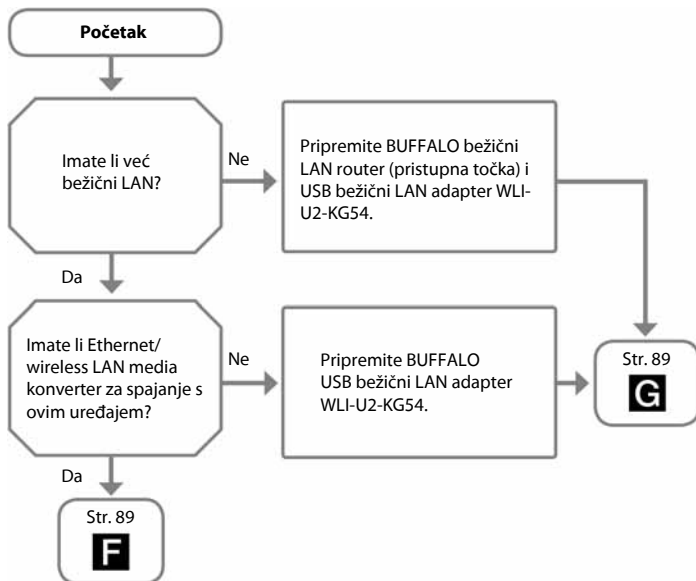 Početak
Imate li već
bežični LAN?
Ne
Pripremite BUFFALO bežični
LAN router (pristupna točka) i
USB bežični LAN adapter WLI-
U2-KG54.
Da
Imate li Ethernet/
wireless LAN media
konverter za spajanje s
ovim uređajem?
Ne
Pripremite BUFFALO
USB bežični LAN adapter
WLI-U2-KG54.
Str. 89
G
Da
Str. 89
F